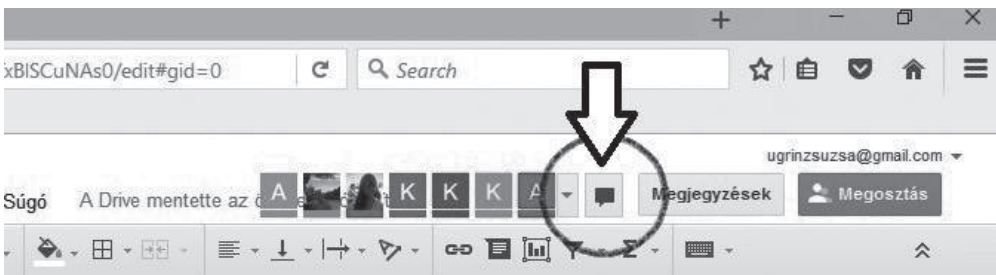 xBISCuNAs0/edit#gid=0 Search
ugrinzsuzsa@gmail.com
Súgó A Drive mentette az A K K K A Megjegyzések Megosztás